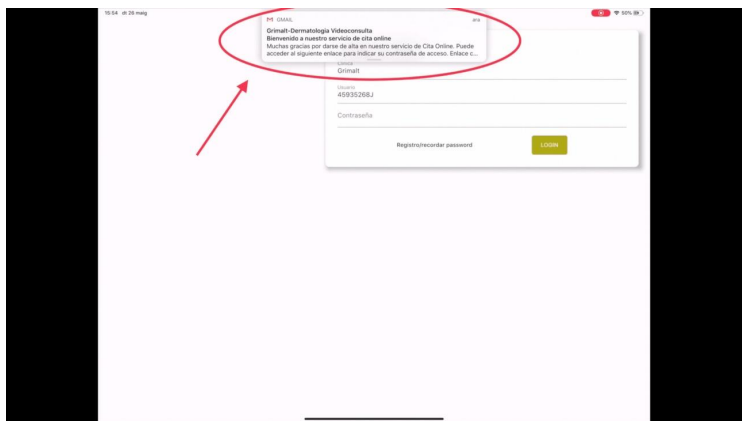 15:54 dt 26 maig
50%
GMAIL
ara
Grimalt-Dermatologia Videoconsulta
Bienvenido a nuestro servicio de cita online
Muchas gracias por darse de alta en nuestro servicio de Cita Online. Puede
acceder al siguiente enlace para indicar su contraseña de acceso. Enlace c...
Grimalt
Usuario
45935268J
Contraseña
Registro/recordar password
LOGIN